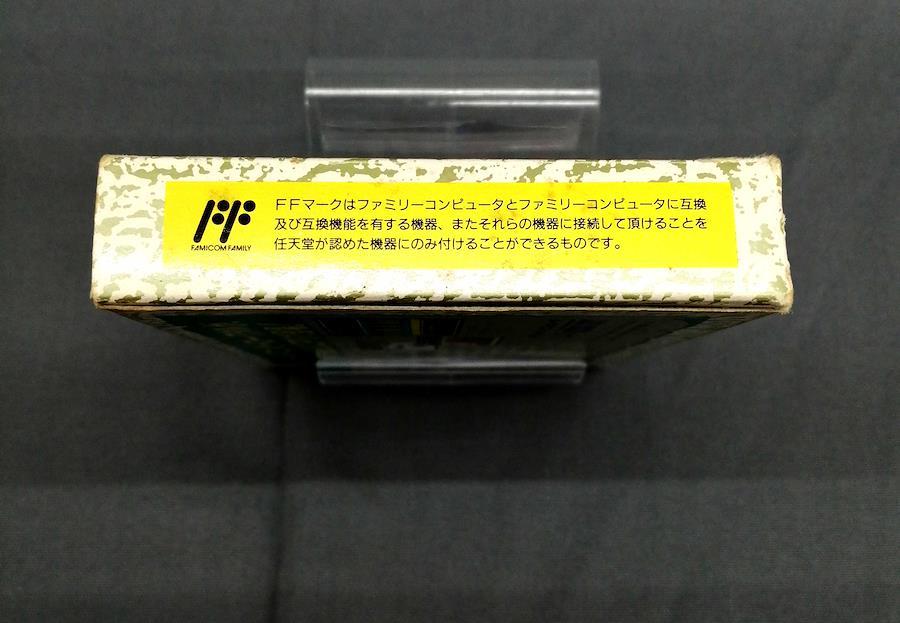 FF
FAMICOM FAMILY
FFマークはファミリーコンピュータとファミリーコンピュータに互換
及び互換機能を有する機器、またそれらの機器に接続して頂けることを
任天堂が認めた機器にのみ付けることができるものです。